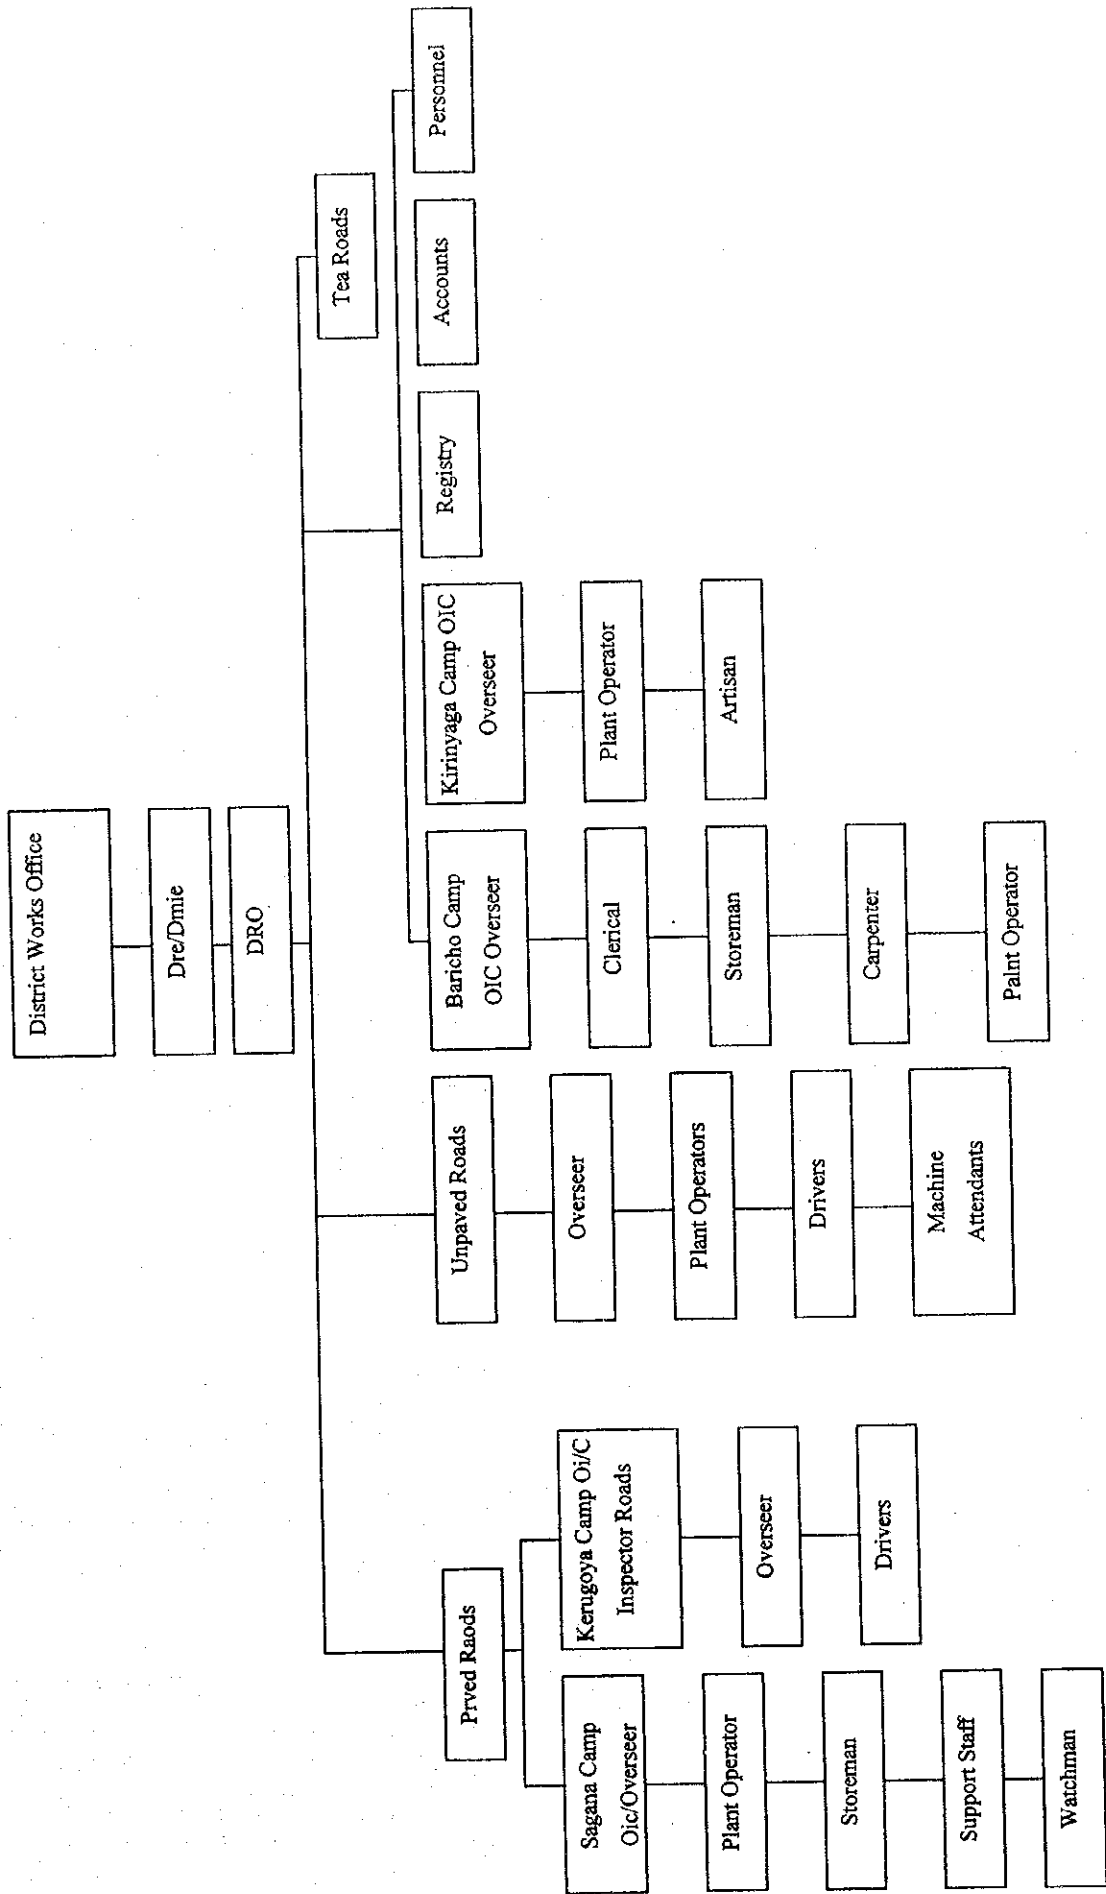 District Works Office
Dre/Dmie
DRO
Tea Roads
Prved Raods
Unpaved Roads
Baricho Camp
OIC Overseer
Kirinyaga Camp OIC
Overseer
Registry
Accounts
Personnel
Sagana Camp
Oic/Overseer
Plant Operator
Storeman
Support Staff
Watchman
Kerugoya Camp Oi/C
Inspector Roads
Overseer
Drivers
Overseer
Plant Operators
Drivers
Machine
Attendants
Clerical
Storeman
Carpenter
Palnt Operator
Plant Operator
Artisan